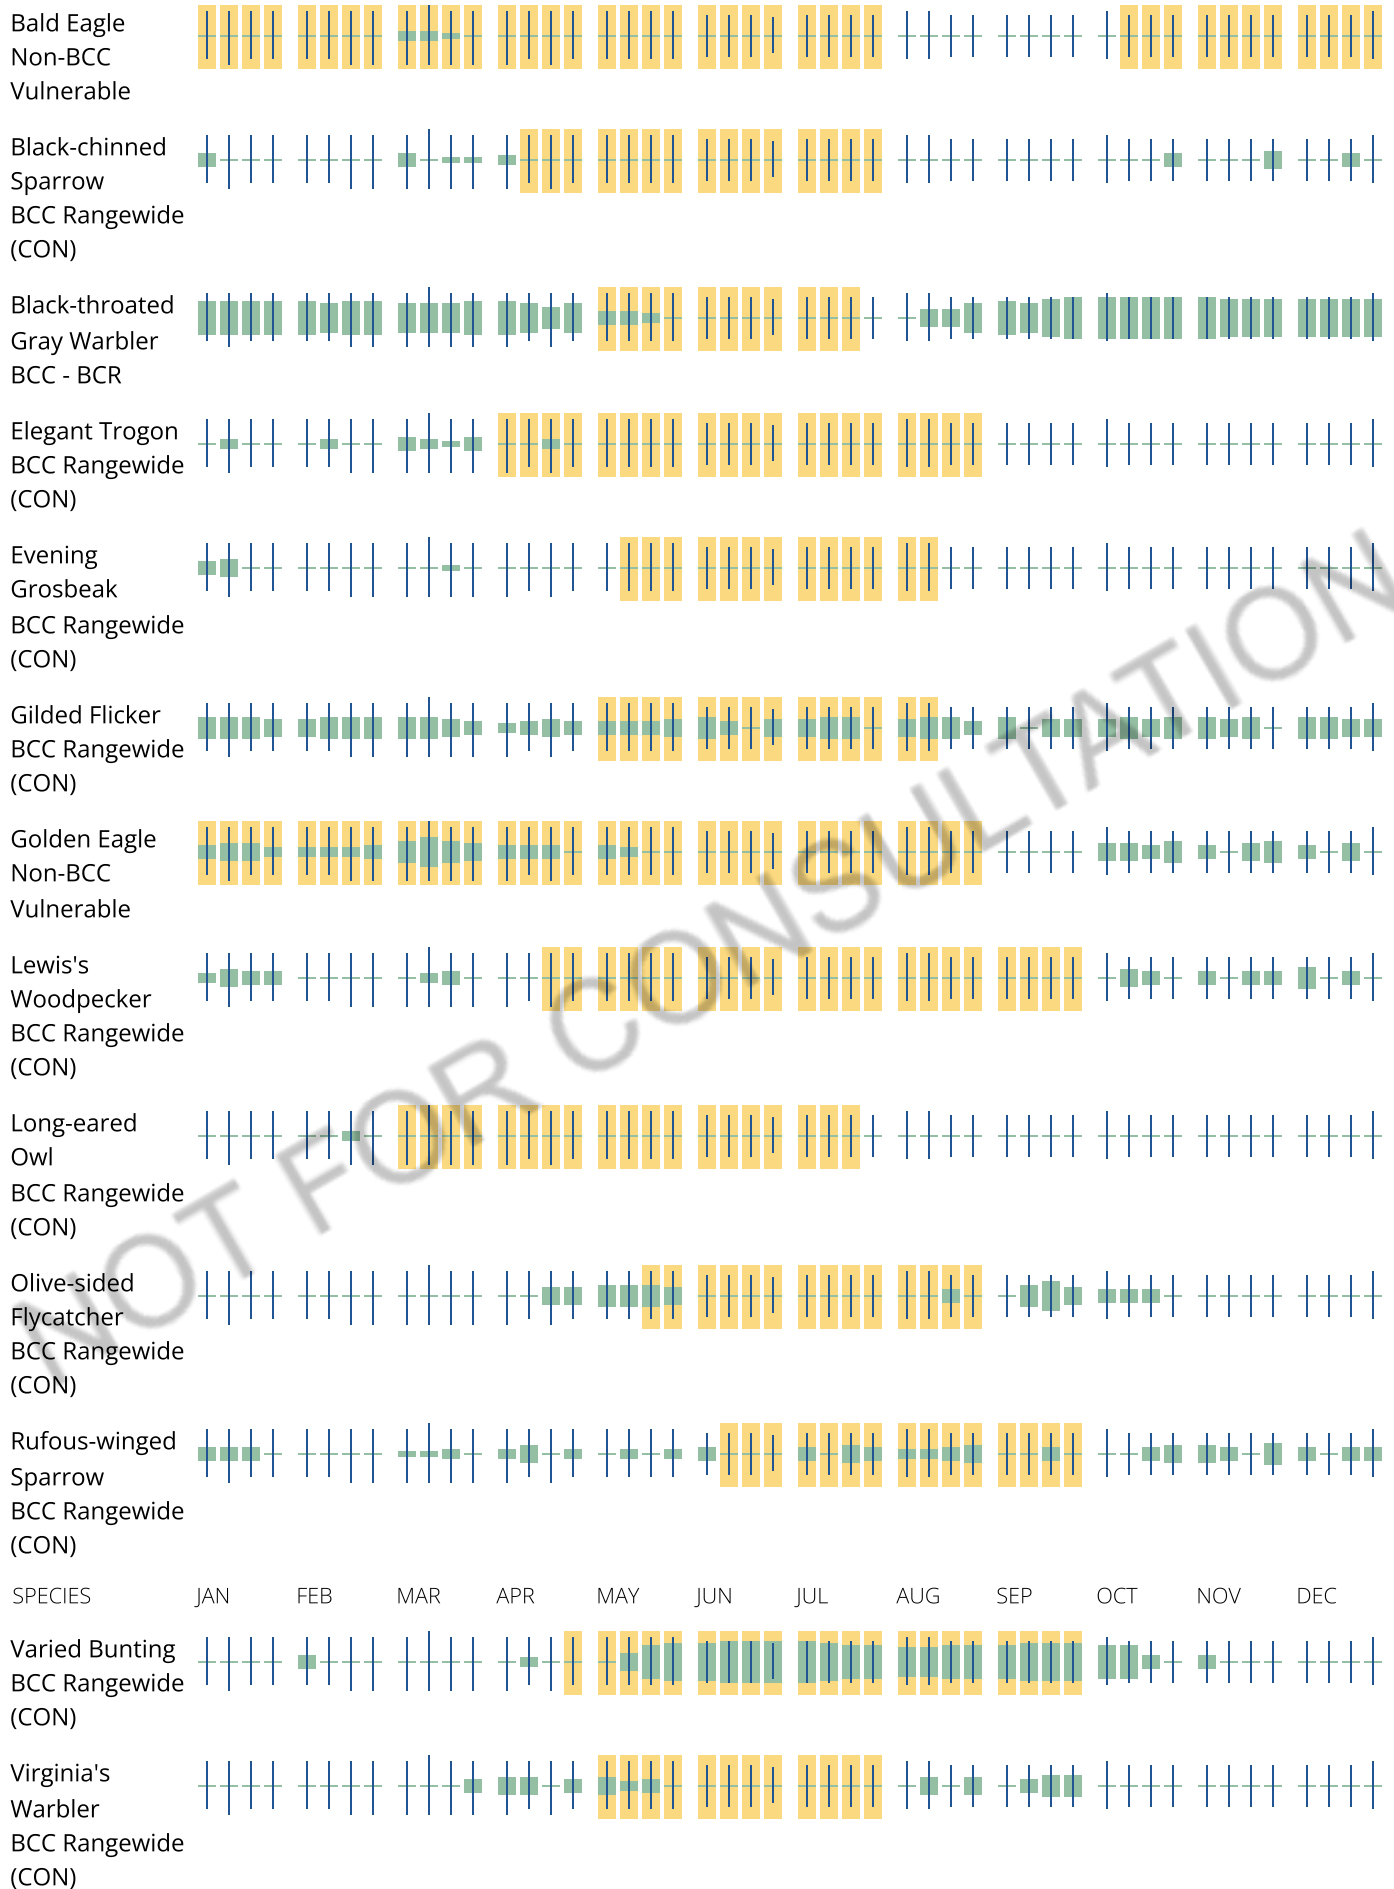 Bald Eagle
Non-BCC
Vulnerable
Black-chinned
Sparrow
BCC Rangewide
(CON)
Black-throated
Gray Warbler
BCC - BCR
Elegant Trogon
BCC Rangewide
(CON)
Evening
Grosbeak
BCC Rangewide
(CON)
Gilded Flicker
BCC Rangewide
(CON)
Golden Eagle
Non-BCC
Vulnerable
Lewis's
Woodpecker
BCC Rangewide
(CON)
Long-eared
Owl
BCC Rangewide
(CON)
Olive-sided
Flycatcher
BCC Rangewide
(CON)
Rufous-winged
Sparrow
BCC Rangewide
(CON)
SPECIES JAN FEB MAR APR MAY JUN JUL AUG SEP OCT NOV DEC
Varied Bunting
BCC Rangewide
(CON)
Virginia's
Warbler
BCC Rangewide
(CON)
NOT FOR CONSULTATION